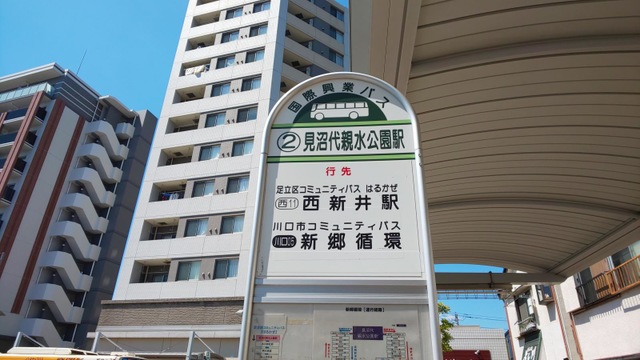 国際興業バス
②見沼代親水公園駅
行先
足立区コミュニティバス はるかぜ
西11 西新井駅
川口市コミュニティバス
川口06 新郷循環